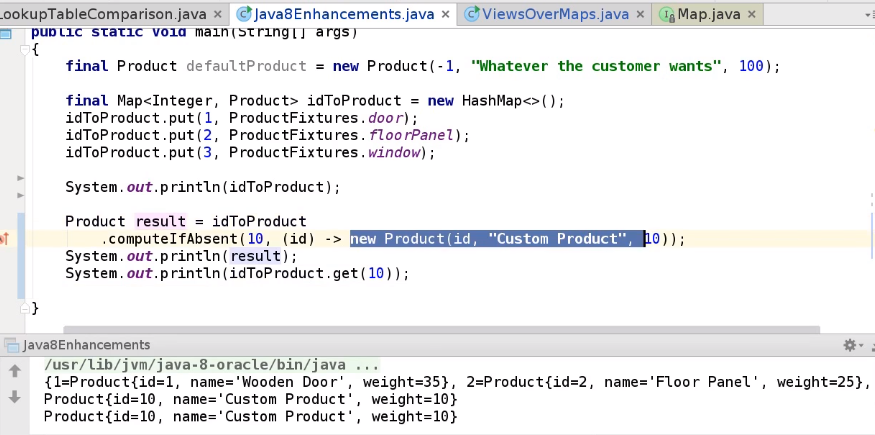 LookupTableComparison.java × Java8Enhancements.java × ViewsOverMaps.java × Map.java ×
public static void main(String[] args)
{
final Product defaultProduct = new Product(-1, "Whatever the customer wants", 100);
final Map<Integer, Product> idToProduct = new HashMap<>();
idToProduct.put(1, ProductFixtures.door);
idToProduct.put(2, ProductFixtures.floorPanel);
idToProduct.put(3, ProductFixtures.window);
System.out.println(idToProduct);
Product result = idToProduct
.computeIfAbsent(10, (id) -> new Product(id, "Custom Product", 10));
System.out.println(result);
System.out.println(idToProduct.get(10));
}
Java8Enhancements
/usr/lib/jvm/java-8-oracle/bin/java ...
{1=Product{id=1, name='Wooden Door', weight=35}, 2=Product{id=2, name='Floor Panel', weight=25},
Product{id=10, name='Custom Product', weight=10}
Product{id=10, name='Custom Product', weight=10}